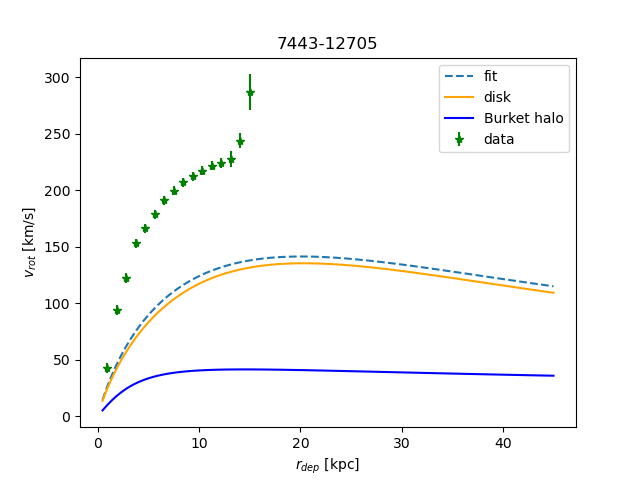 7443-12705
fit
disk
Burket halo
data
300
250
200
150
100
50
0
v_rot [km/s]
0 10 20 30 40
r_dep [kpc]